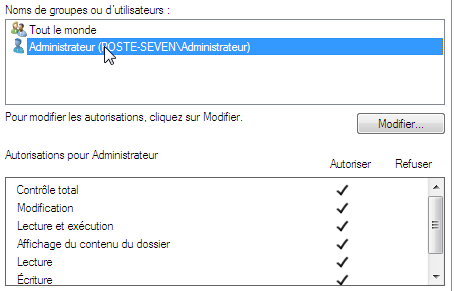 Noms de groupes ou d'utilisateurs :
Tout le monde
Administrateur (POSTE-SEVEN\Administrateur)
Pour modifier les autorisations, cliquez sur Modifier.
Modifier...
Autorisations pour Administrateur
Autoriser Refuser
Contrôle total
Modification
Lecture et exécution
Affichage du contenu du dossier
Lecture
Écriture